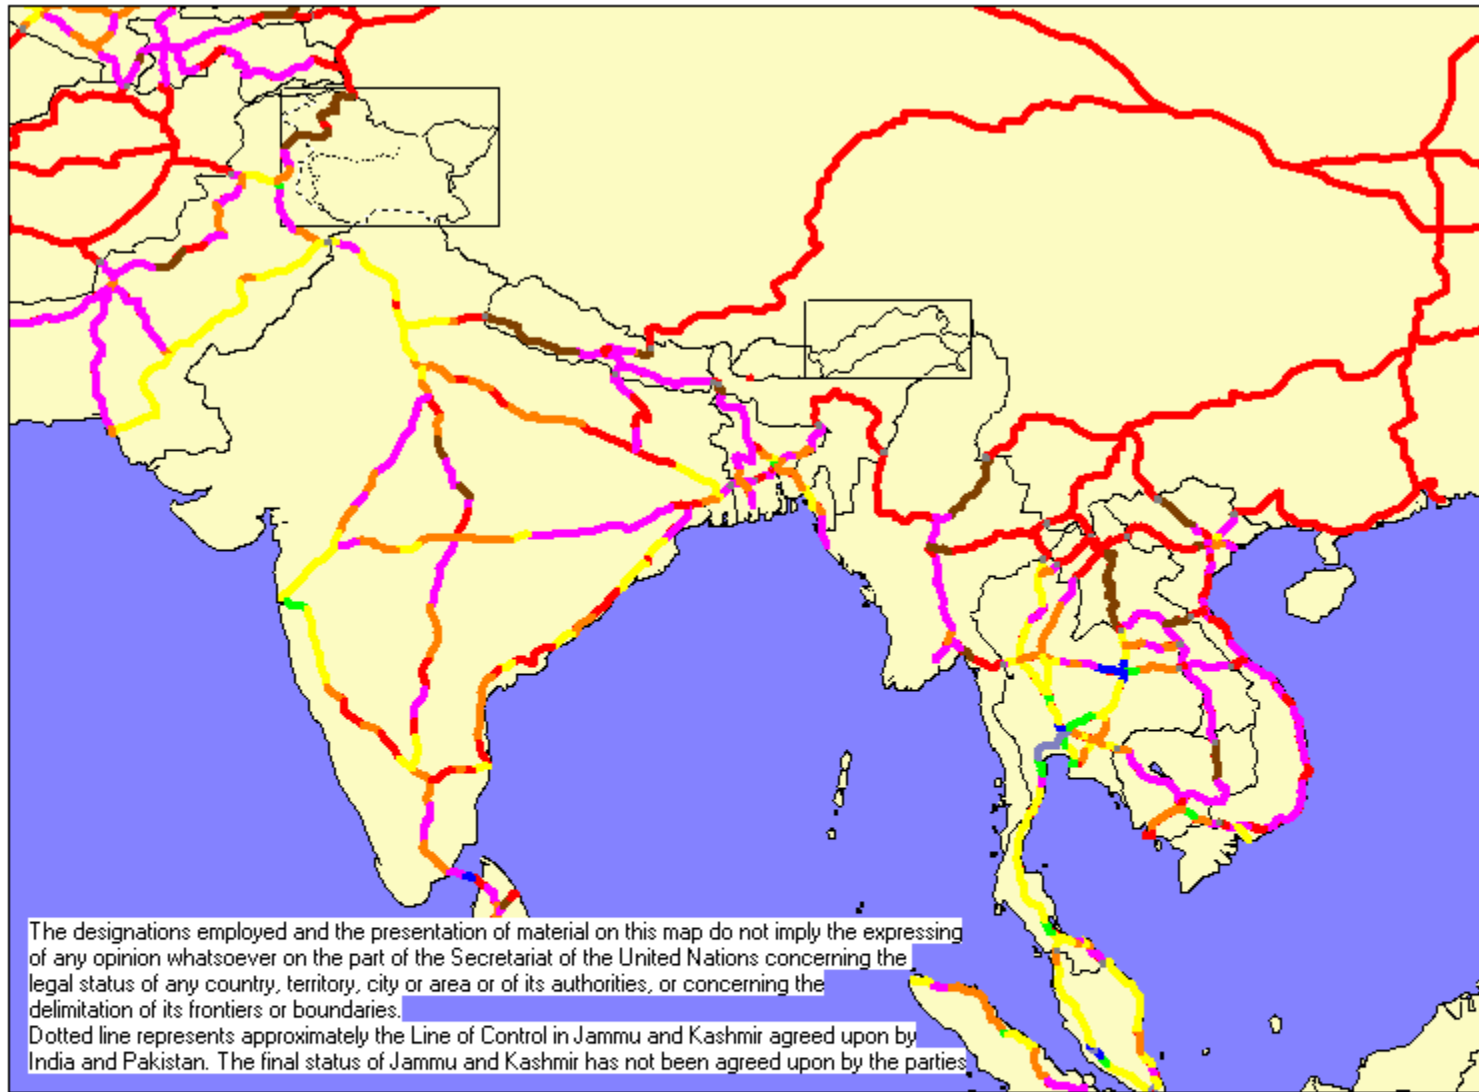 The designations employed and the presentation of material on this map do not imply the expressing
of any opinion whatsoever on the part of the Secretariat of the United Nations concerning the
legal status of any country, territory, city or area or of its authorities, or concerning the
delimitation of its frontiers or boundaries.
Dotted line represents approximately the Line of Control in Jammu and Kashmir agreed upon by
India and Pakistan. The final status of Jammu and Kashmir has not been agreed upon by the parties